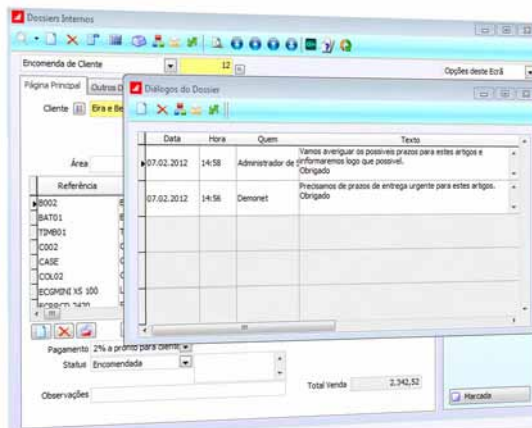 Dossiers Internos
Encomenda de Cliente
12
Opções deste Ecrã
Página Principal
Outros D
Cliente
Eira e Be
Diálogos do Dossier
Data
Hora
Quem
Texto
07.02.2012
14:58
Administrador de S
Vamos averiguar os possiveis prazos para estes artigos e
informaremos logo que possivel.
Obrigado
07.02.2012
14:56
Demonet
Precisamos de prazos de entrega urgente para estes artigos.
Obrigado
Área
Referência
B002
BAT01
TIMB01
C002
CASE
COL02
ECGMINI XS 100
Pagamento
2% a pronto para cliente
Status
Encomendada
Observações
Total Venda
2.342,52
Marcada